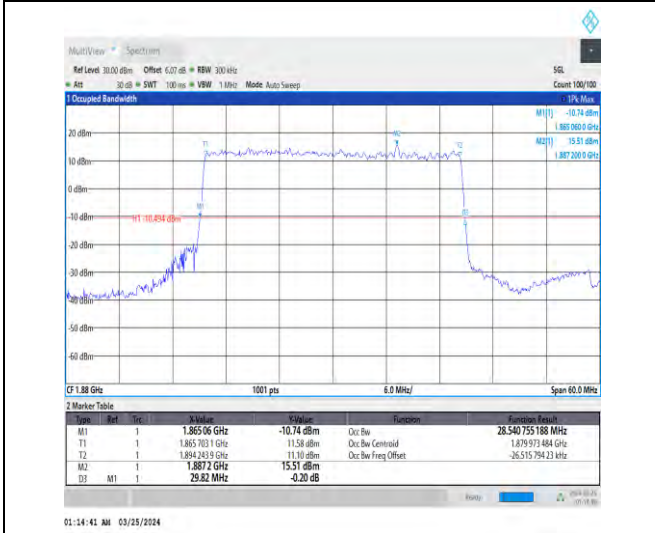 MultiView Spectrum
Ref Level 30.00 dBm Offset 6.07 dB RBW 300 kHz SGL
Att 30 dB SWT 100 ms VBW 1 MHz Mode Auto Sweep Count 100/100
1 Occupied Bandwidth 1Pk Max
M1[1] -10.74 dBm
1.865 060 0 GHz
M2[1] 15.51 dBm
1.887 200 0 GHz
20 dBm
T1 M2 T2
10 dBm
0 dBm
M1
-10 dBm H1 -10.494 dBm
-20 dBm
-30 dBm
-40 dBm
-50 dBm
-60 dBm
CF 1.88 GHz 1001 pts 6.0 MHz/ Span 60.0 MHz
2 Marker Table
Type Ref Trc X-Value Y-Value Function Function Result
M1 1 1.865 06 GHz -10.74 dBm Occ Bw 28.540 755 188 MHz
T1 1 1.865 703 1 GHz 11.58 dBm Occ Bw Centroid 1.879 973 484 GHz
T2 1 1.894 243 9 GHz 11.10 dBm Occ Bw Freq Offset -26.515 794 23 kHz
M2 1 1.887 2 GHz 15.51 dBm
D3 M1 1 29.82 MHz -0.20 dB
01:14:41 AM 03/25/2024